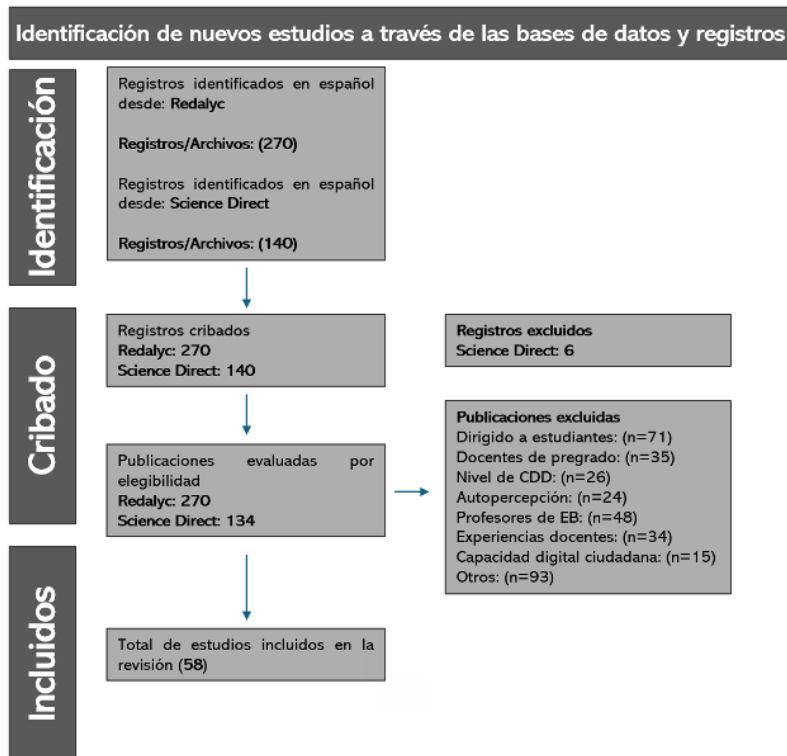 Identificación de nuevos estudios a través de las bases de datos y registros
Identificación
Registros identificados en español
desde: Redalyc
Registros/Archivos: (270)
Registros identificados en español
desde: Science Direct
Registros/Archivos: (140)
Cribado
Registros cribados
Redalyc: 270
Science Direct: 140
Registros excluidos
Science Direct: 6
Publicaciones evaluadas por
elegibilidad
Redalyc: 270
Science Direct: 134
Publicaciones excluidas
Dirigido a estudiantes: (n=71)
Docentes de pregrado: (n=35)
Nivel de CDD: (n=26)
Autopercepción: (n=24)
Profesores de EB: (n=48)
Experiencias docentes: (n=34)
Capacidad digital ciudadana: (n=15)
Otros: (n=93)
Incluidos
Total de estudios incluidos en la
revisión (58)